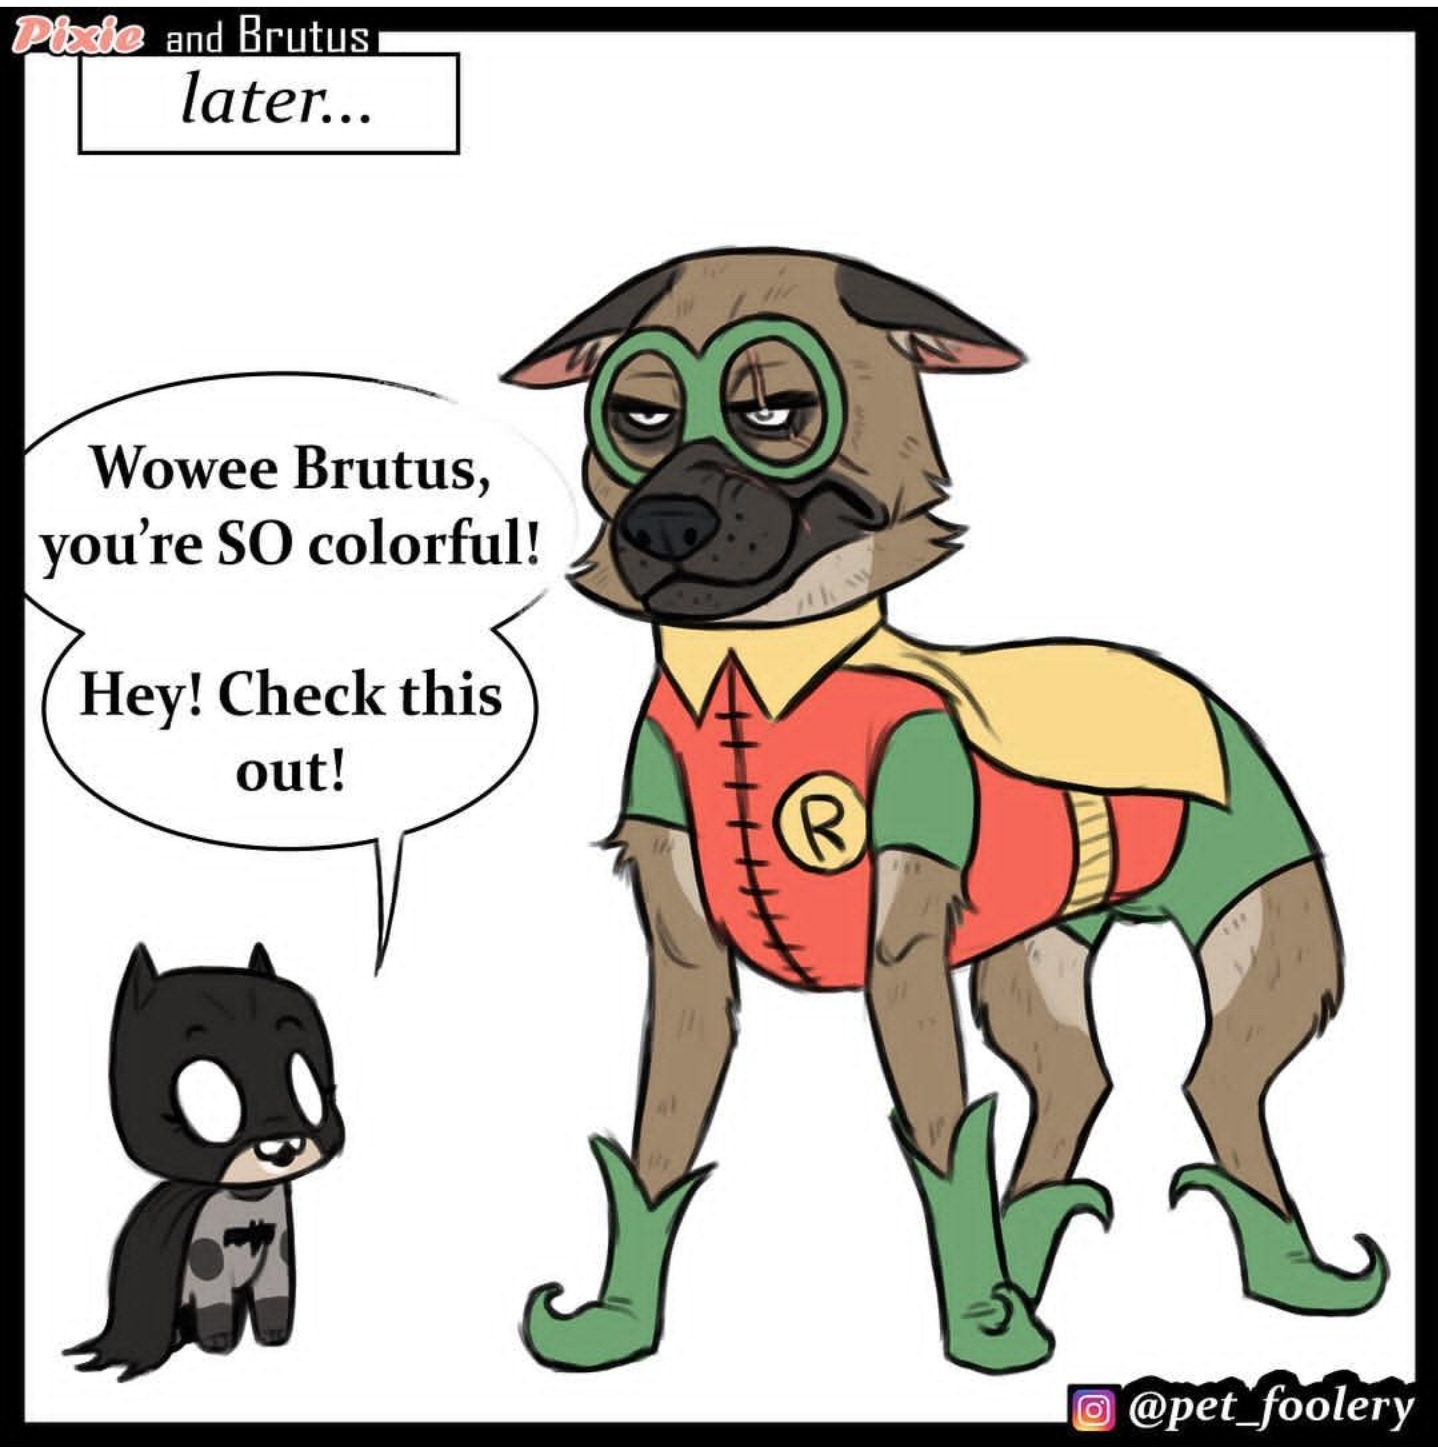 Pixie and Brutus
later...
Wowee Brutus,
you're SO colorful!
Hey! Check this
out!
R
@pet_foolery